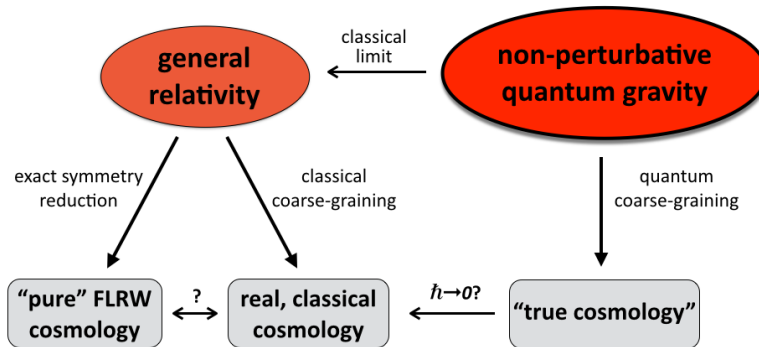 general
relativity
classical
limit
non-perturbative
quantum gravity
exact symmetry
reduction
classical
coarse-graining
quantum
coarse-graining
“pure” FLRW
cosmology
?
real, classical
cosmology
ℏ→0?
“true cosmology”